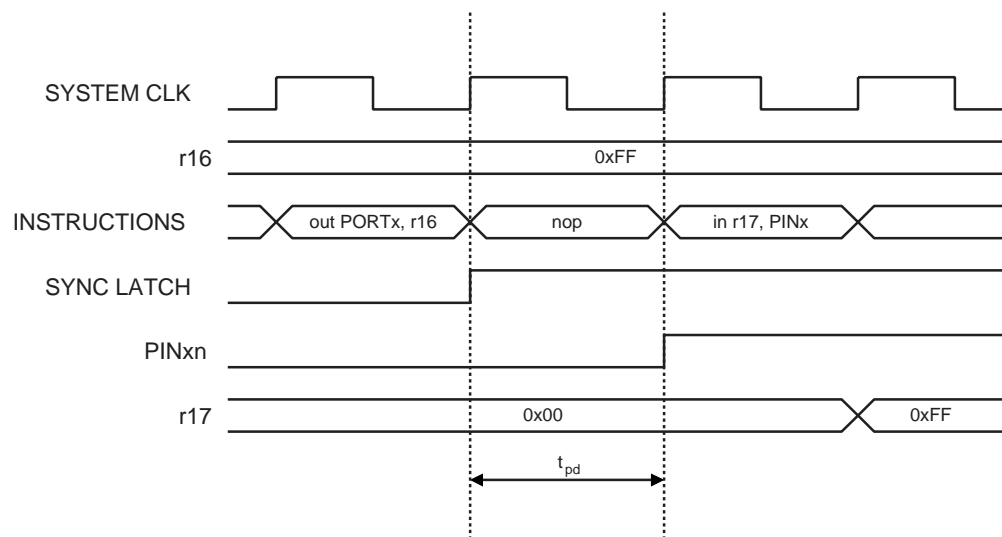 SYSTEM CLK
r16
0xFF
INSTRUCTIONS
out PORTx, r16
nop
in r17, PINx
SYNC LATCH
PINxn
r17
0x00
0xFF
tpd